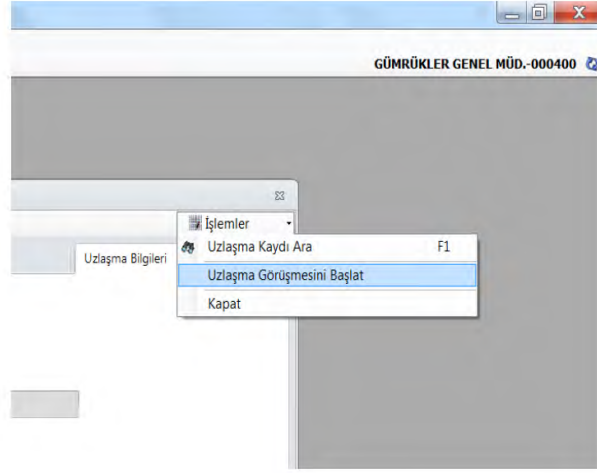 GÜMRÜKLER GENEL MÜD.-000400
İşlemler
Uzlaşma Bilgileri
Uzlaşma Kaydı Ara F1
Uzlaşma Görüşmesini Başlat
Kapat